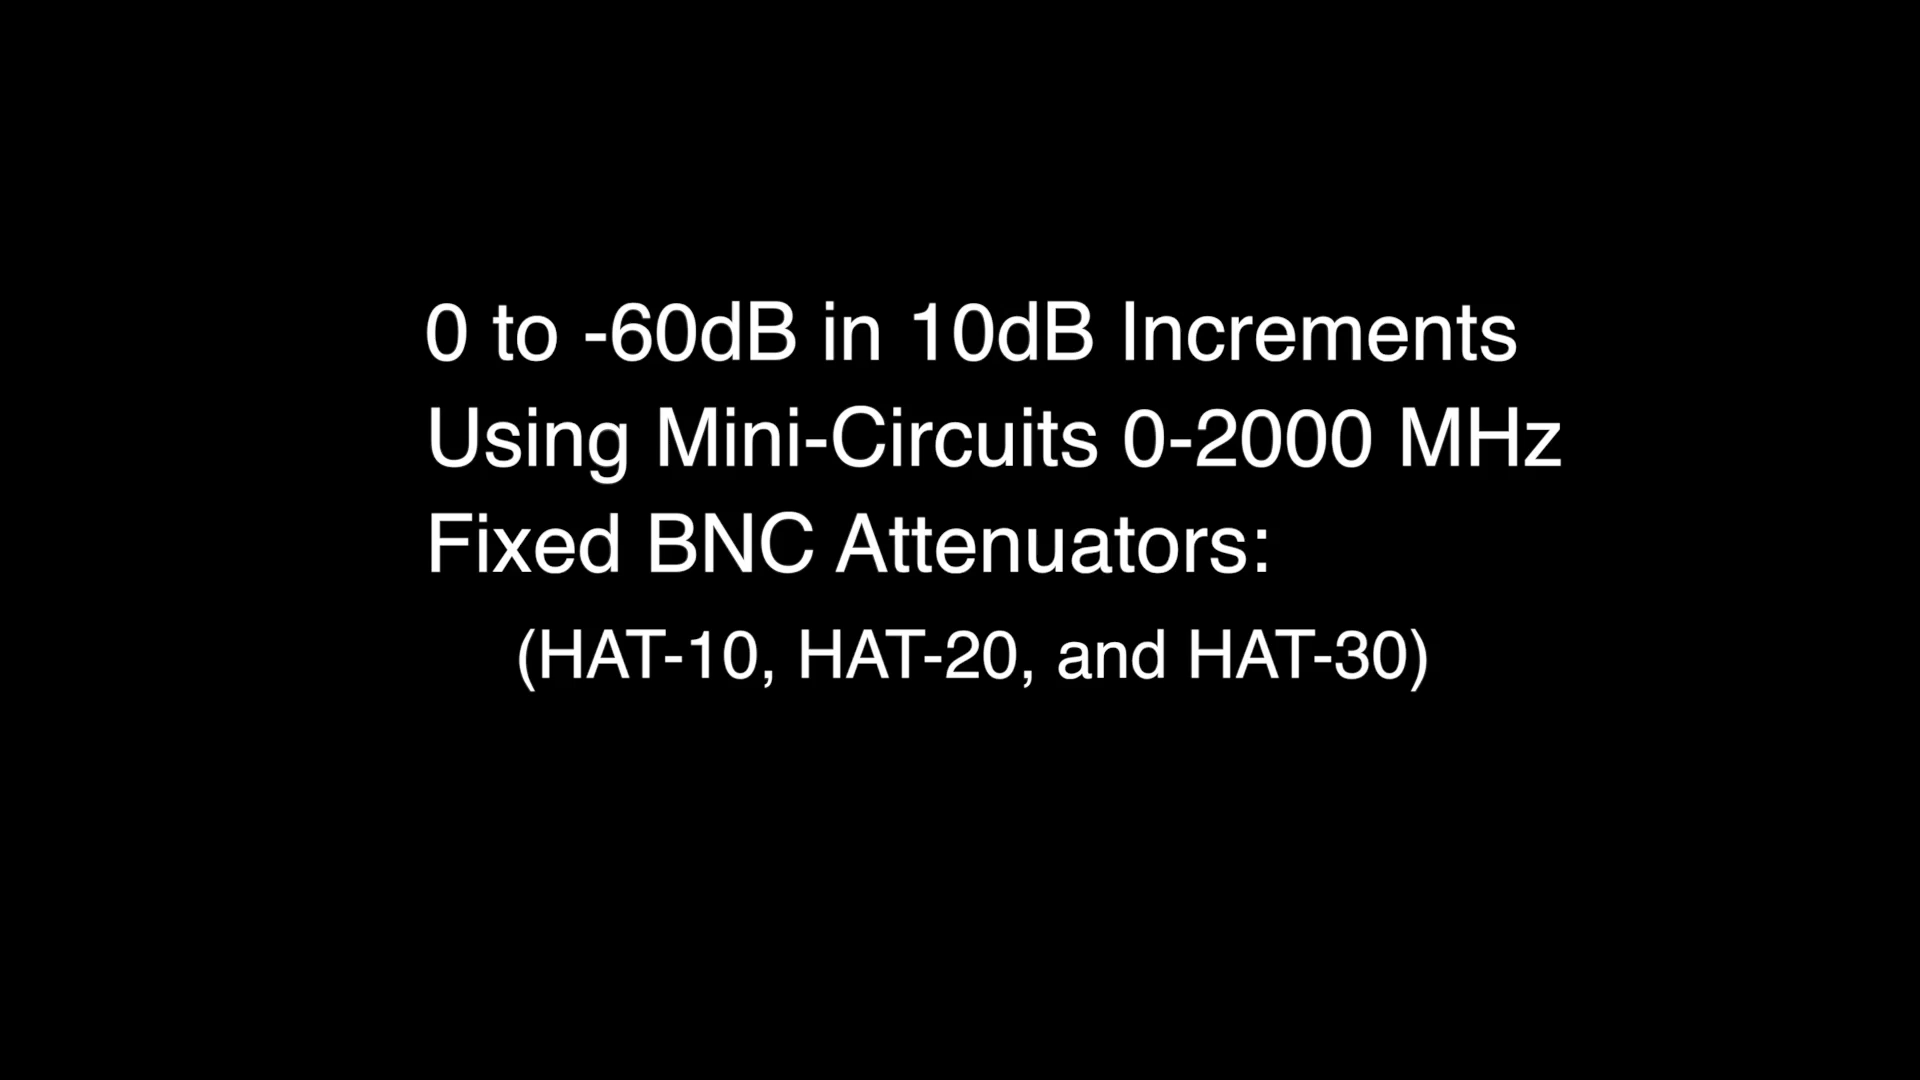 0 to -60dB in 10dB Increments
Using Mini-Circuits 0-2000 MHz
Fixed BNC Attenuators:
(HAT-10, HAT-20, and HAT-30)